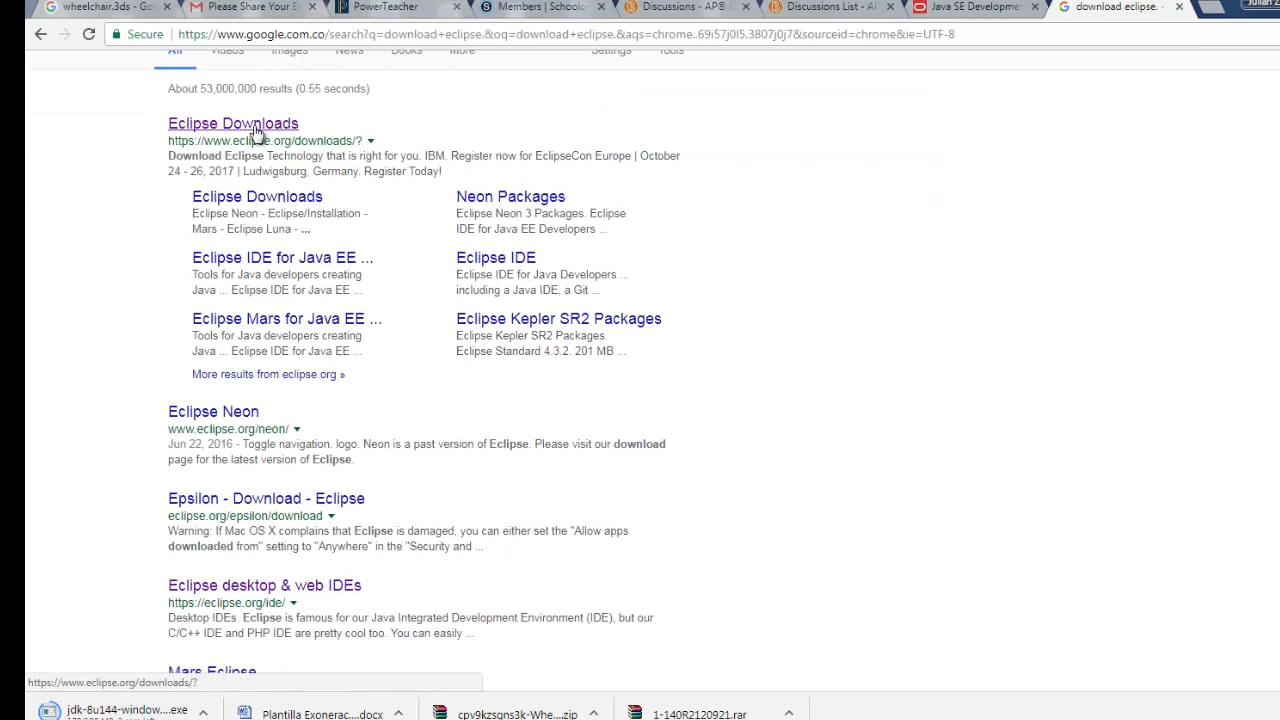 wheelchair.3ds - Goo
Please Share Your E
PowerTeacher
Members | Schoolo
Discussions - AP® C
Discussions List - AP
Java SE Developmen
download eclipse. -
Secure
https://www.google.com.co/search?q=download+eclipse.&oq=download+eclipse.&aqs=chrome..69i57j0l5.3807j0j7&sourceid=chrome&ie=UTF-8
All Videos Images News Books More Settings Tools
About 53,000,000 results (0.55 seconds)
Eclipse Downloads
https://www.eclipse.org/downloads/?
Download Eclipse Technology that is right for you. IBM. Register now for EclipseCon Europe | October
24 - 26, 2017 | Ludwigsburg, Germany. Register Today!
Eclipse Downloads
Eclipse Neon - Eclipse/Installation -
Mars - Eclipse Luna - ...
Neon Packages
Eclipse Neon 3 Packages. Eclipse
IDE for Java EE Developers ...
Eclipse IDE for Java EE ...
Tools for Java developers creating
Java ... Eclipse IDE for Java EE ...
Eclipse IDE
Eclipse IDE for Java Developers ...
including a Java IDE, a Git ...
Eclipse Mars for Java EE ...
Tools for Java developers creating
Java ... Eclipse IDE for Java EE ...
Eclipse Kepler SR2 Packages
Eclipse Kepler SR2 Packages.
Eclipse Standard 4.3.2. 201 MB ...
More results from eclipse.org »
Eclipse Neon
www.eclipse.org/neon/
Jun 22, 2016 - Toggle navigation. logo. Neon is a past version of Eclipse. Please visit our download
page for the latest version of Eclipse.
Epsilon - Download - Eclipse
eclipse.org/epsilon/download
Warning: If Mac OS X complains that Eclipse is damaged, you can either set the "Allow apps
downloaded from" setting to "Anywhere" in the "Security and ...
Eclipse desktop & web IDEs
https://eclipse.org/ide/
Desktop IDEs. Eclipse is famous for our Java Integrated Development Environment (IDE), but our
C/C++ IDE and PHP IDE are pretty cool too. You can easily ...
Mars Eclipse
https://www.eclipse.org/downloads/?
jdk-8u144-window....exe
Plantilla Exonerac....docx
cpv9kzsqns3k-Whe....zip
1-140R2120921.rar